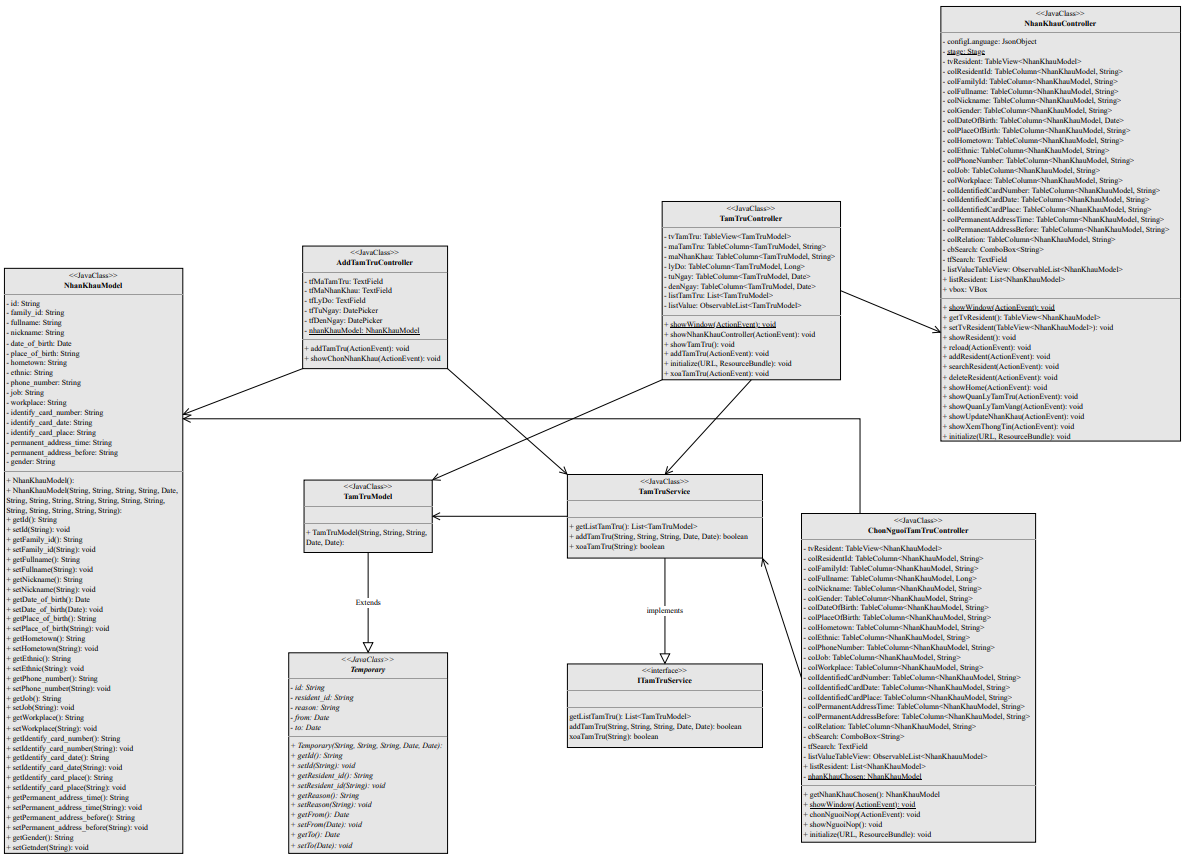 <<JavaClass>>
NhanKhauController
- configLanguage: JsonObject
- stage: Stage
- tvResident: TableView<NhanKhauModel>
- colResidentId: TableColumn<NhanKhauModel, String>
- colFamilyId: TableColumn<NhanKhauModel, String>
- colFullname: TableColumn<NhanKhauModel, String>
- colNickname: TableColumn<NhanKhauModel, String>
- colGender: TableColumn<NhanKhauModel, String>
- colDateOfBirth: TableColumn<NhanKhauModel, Date>
- colPlaceOfBirth: TableColumn<NhanKhauModel, String>
- colHometown: TableColumn<NhanKhauModel, String>
- colEthnic: TableColumn<NhanKhauModel, String>
- colPhoneNumber: TableColumn<NhanKhauModel, String>
- colJob: TableColumn<NhanKhauModel, String>
- colWorkplace: TableColumn<NhanKhauModel, String>
- colIdentifiedCardNumber: TableColumn<NhanKhauModel, String>
- colIdentifiedCardDate: TableColumn<NhanKhauModel, String>
- colIdentifiedCardPlace: TableColumn<NhanKhauModel, String>
- colPermanentAddressTime: TableColumn<NhanKhauModel, String>
- colPermanentAddressBefore: TableColumn<NhanKhauModel, String>
- colRelation: TableColumn<NhanKhauModel, String>
- cbSearch: ComboBox<String>
- tfSearch: TextField
- listValueTableView: ObservableList<NhanKhauModel>
+ listResident: List<NhanKhauModel>
+ vbox: VBox
+ showWindow(ActionEvent): void
+ getTvResident(): TableView<NhanKhauModel>
+ setTvResident(TableView<NhanKhauModel>): void
+ showResident(): void
+ reload(ActionEvent): void
+ addResident(ActionEvent): void
+ searchResident(ActionEvent): void
+ deleteResident(ActionEvent): void
+ showHome(ActionEvent): void
+ showQuanLyTamTru(ActionEvent): void
+ showQuanLyTamVang(ActionEvent): void
+ showUpdateNhanKhau(ActionEvent): void
+ showXemThongTin(ActionEvent): void
+ initialize(URL, ResourceBundle): void
<<JavaClass>>
TamTruController
- tvTamTru: TableView<TamTruModel>
- maTamTru: TableColumn<TamTruModel, String>
- maNhanKhau: TableColumn<TamTruModel, String>
- lyDo: TableColumn<TamTruModel, Long>
- tuNgay: TableColumn<TamTruModel, Date>
- denNgay: TableColumn<TamTruModel, Date>
- listTamTru: List<TamTruModel>
- listValue: ObservableList<TamTruModel>
+ showWindow(ActionEvent): void
+ showNhanKhauController(ActionEvent): void
+ showTamTru(): void
+ addTamTru(ActionEvent): void
+ initialize(URL, ResourceBundle): void
+ xoaTamTru(ActionEvent): void
<<JavaClass>>
AddTamTruController
- tfMaTamTru: TextField
- tfMaNhanKhau: TextField
- tfLyDo: TextField
- tfTuNgay: DatePicker
- tfDenNgay: DatePicker
- nhanKhauModel: NhanKhauModel
+ addTamTru(ActionEvent): void
+ showChonNhanKhau(ActionEvent): void
<<JavaClass>>
NhanKhauModel
- id: String
- family_id: String
- fullname: String
- nickname: String
- date_of_birth: Date
- place_of_birth: String
- hometown: String
- ethnic: String
- phone_number: String
- job: String
- workplace: String
- identify_card_number: String
- identify_card_date: String
- identify_card_place: String
- permanent_address_time: String
- permanent_address_before: String
- gender: String
+ NhanKhauModel():
+ NhanKhauModel(String, String, String, String, Date,
String, String, String, String, String, String, String,
String, String, String, String, String):
+ getId(): String
+ setId(String): void
+ getFamily_id(): String
+ setFamily_id(String): void
+ getFullname(): String
+ setFullname(String): void
+ getNickname(): String
+ setNickname(String): void
+ getDate_of_birth(): Date
+ setDate_of_birth(Date): void
+ getPlace_of_birth(): String
+ setPlace_of_birth(String): void
+ getHometown(): String
+ setHometown(String): void
+ getEthnic(): String
+ setEthnic(String): void
+ getPhone_number(): String
+ setPhone_number(String): void
+ getJob(): String
+ setJob(String): void
+ getWorkplace(): String
+ setWorkplace(String): void
+ getIdentify_card_number(): String
+ setIdentify_card_number(String): void
+ getIdentify_card_date(): String
+ setIdentify_card_date(String): void
+ getIdentify_card_place(): String
+ setIdentify_card_place(String): void
+ getPermanent_address_time(): String
+ setPermanent_address_time(String): void
+ getPermanent_address_before(): String
+ setPermanent_address_before(String): void
+ getGender(): String
+ setGetnder(String): void
<<JavaClass>>
TamTruModel
+ TamTruModel(String, String, String,
Date, Date):
<<JavaClass>>
TamTruService
+ getListTamTru(): List<TamTruModel>
+ addTamTru(String, String, String, Date, Date): boolean
+ xoaTamTru(String): boolean
Extends
implements
<<JavaClass>>
Temporary
- id: String
- resident_id: String
- reason: String
- from: Date
- to: Date
+ Temporary(String, String, String, Date, Date):
+ getId(): String
+ setId(String): void
+ getResident_id(): String
+ setResident_id(String): void
+ getReason(): String
+ setReason(String): void
+ getFrom(): Date
+ setFrom(Date): void
+ getTo(): Date
+ setTo(Date): void
<<interface>>
ITamTruService
getListTamTru(): List<TamTruModel>
addTamTru(String, String, String, Date, Date): boolean
xoaTamTru(String): boolean
<<JavaClass>>
ChonNguoiTamTruController
- tvResident: TableView<NhanKhauModel>
- colResidentId: TableColumn<NhanKhauModel, String>
- colFamilyId: TableColumn<NhanKhauModel, String>
- colFullname: TableColumn<NhanKhauModel, Long>
- colNickname: TableColumn<NhanKhauModel, String>
- colGender: TableColumn<NhanKhauModel, String>
- colDateOfBirth: TableColumn<NhanKhauModel, String>
- colPlaceOfBirth: TableColumn<NhanKhauModel, String>
- colHometown: TableColumn<NhanKhauModel, String>
- colEthnic: TableColumn<NhanKhauModel, String>
- colPhoneNumber: TableColumn<NhanKhauModel, String>
- colJob: TableColumn<NhanKhauModel, String>
- colWorkplace: TableColumn<NhanKhauModel, String>
- colIdentifiedCardNumber: TableColumn<NhanKhauModel, String>
- colIdentifiedCardDate: TableColumn<NhanKhauModel, String>
- colIdentifiedCardPlace: TableColumn<NhanKhauModel, String>
- colPermanentAddressTime: TableColumn<NhanKhauModel, String>
- colPermanentAddressBefore: TableColumn<NhanKhauModel, String>
- colRelation: TableColumn<NhanKhauModel, String>
- cbSearch: ComboBox<String>
- tfSearch: TextField
- listValueTableView: ObservableList<NhanKhauuModel>
+ listResident: List<NhanKhauModel>
- nhanKhauChosen: NhanKhauModel
+ getNhanKhauChosen(): NhanKhauModel
+ showWindow(ActionEvent): void
+ chonNguoiNop(ActionEvent): void
+ showNguoiNop(): void
+ initialize(URL, ResourceBundle): void